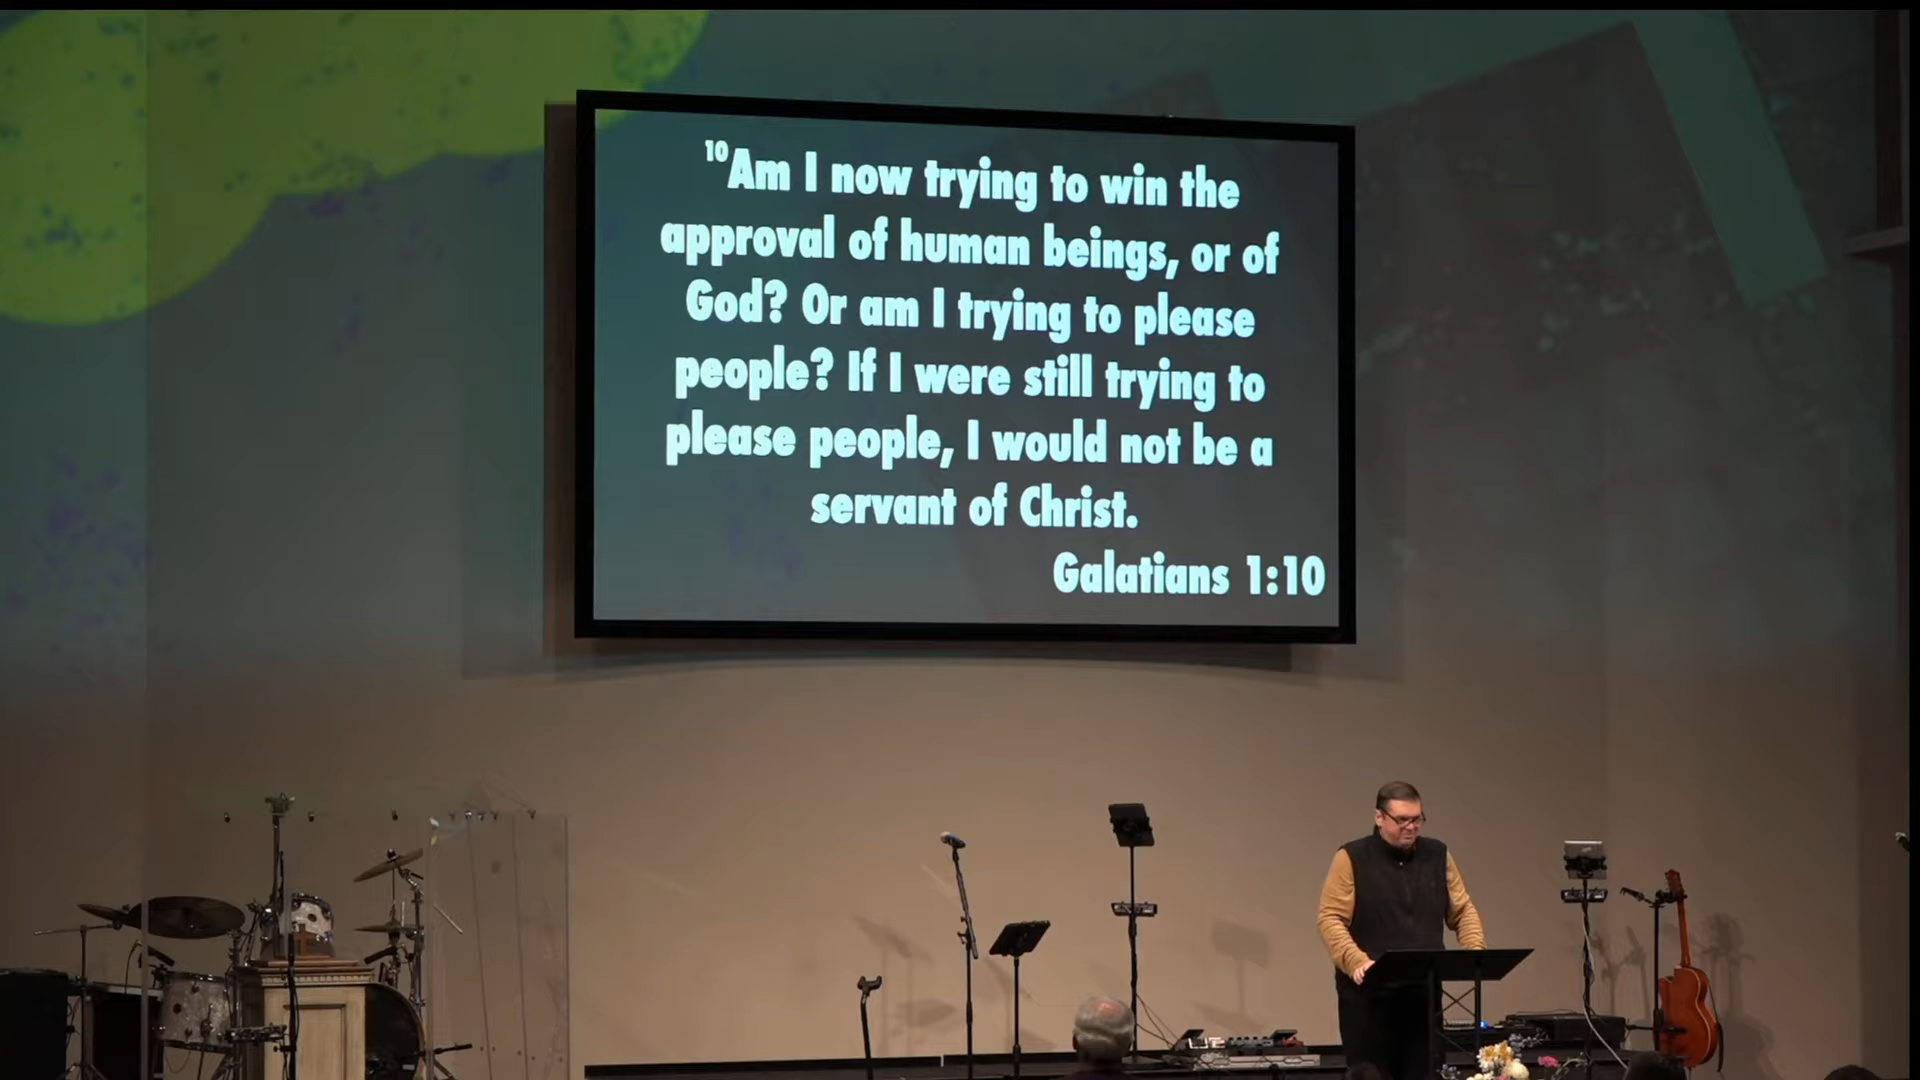 ¹⁰Am I now trying to win the
approval of human beings, or of
God? Or am I trying to please
people? If I were still trying to
please people, I would not be a
servant of Christ.
Galatians 1:10